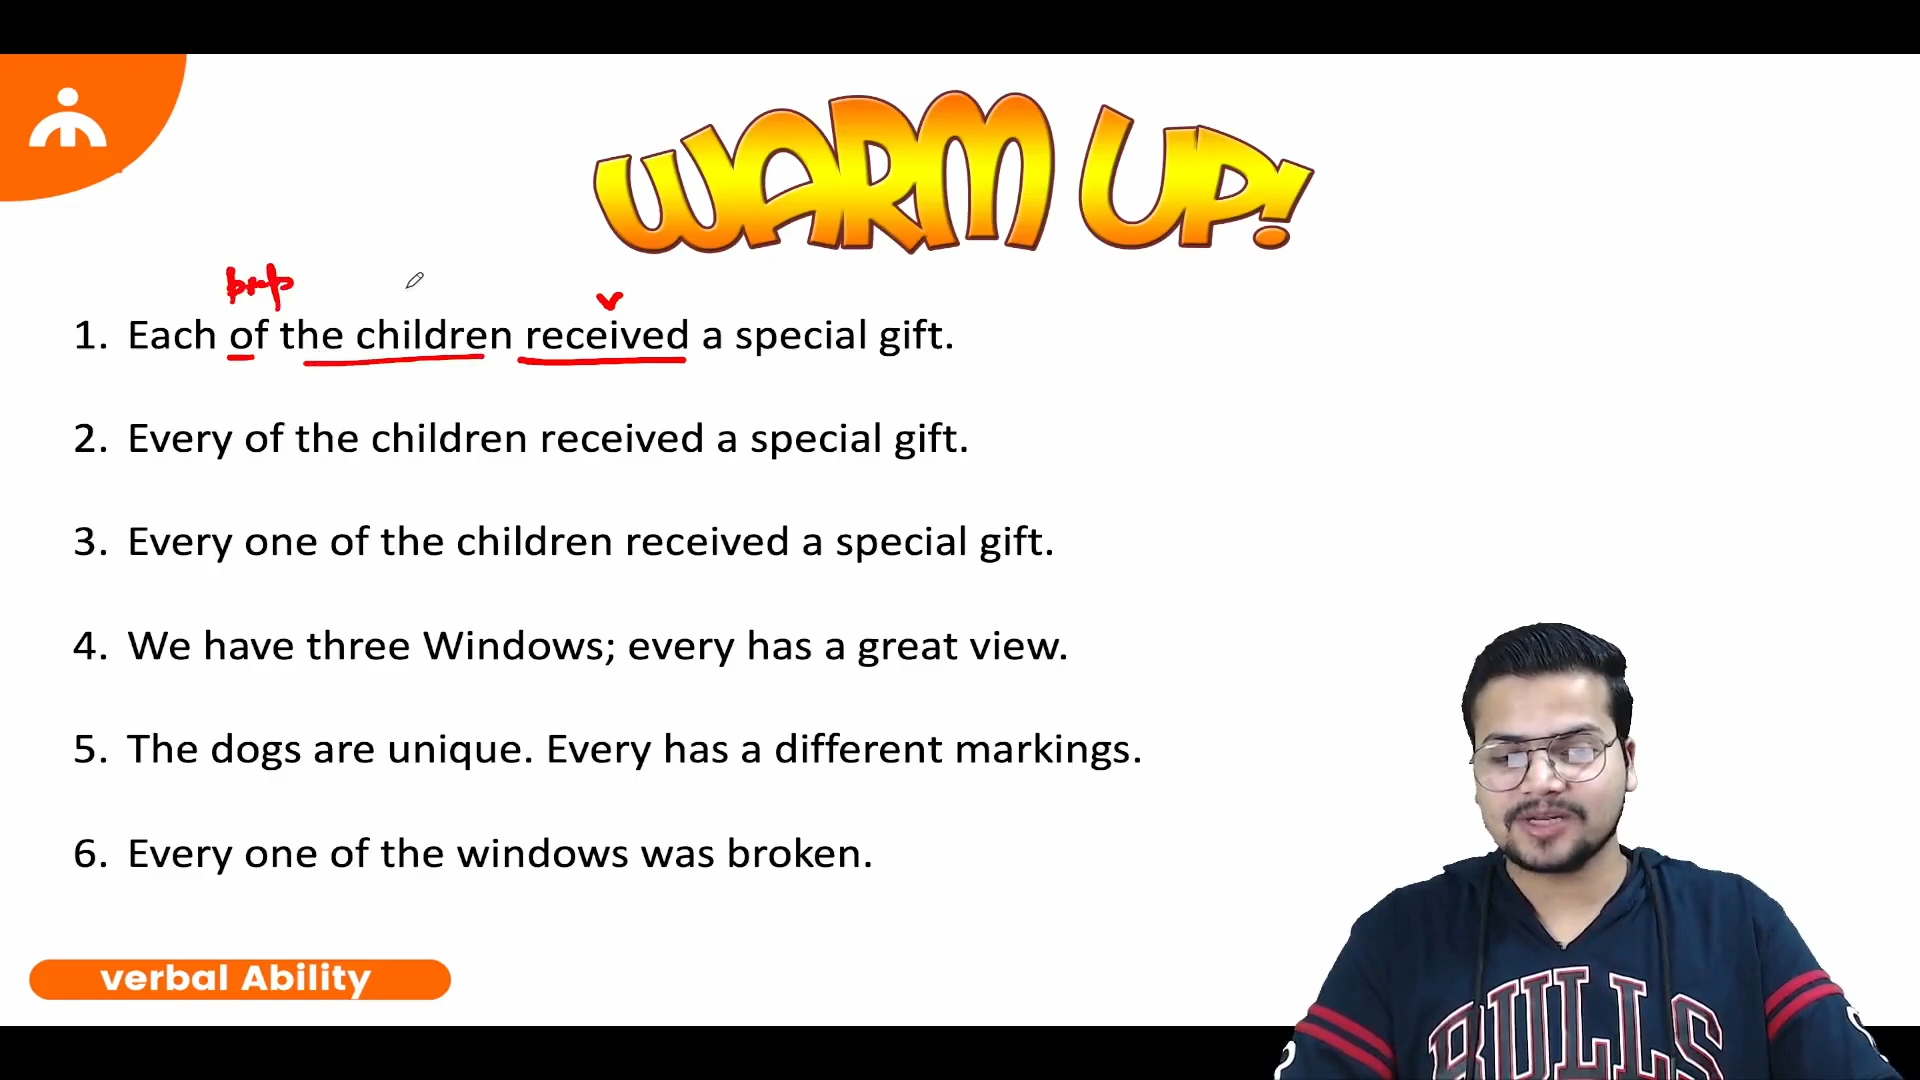 WARM UP!
prep
v
1. Each of the children received a special gift.
2. Every of the children received a special gift.
3. Every one of the children received a special gift.
4. We have three Windows; every has a great view.
5. The dogs are unique. Every has a different markings.
6. Every one of the windows was broken.
verbal Ability
BULLS